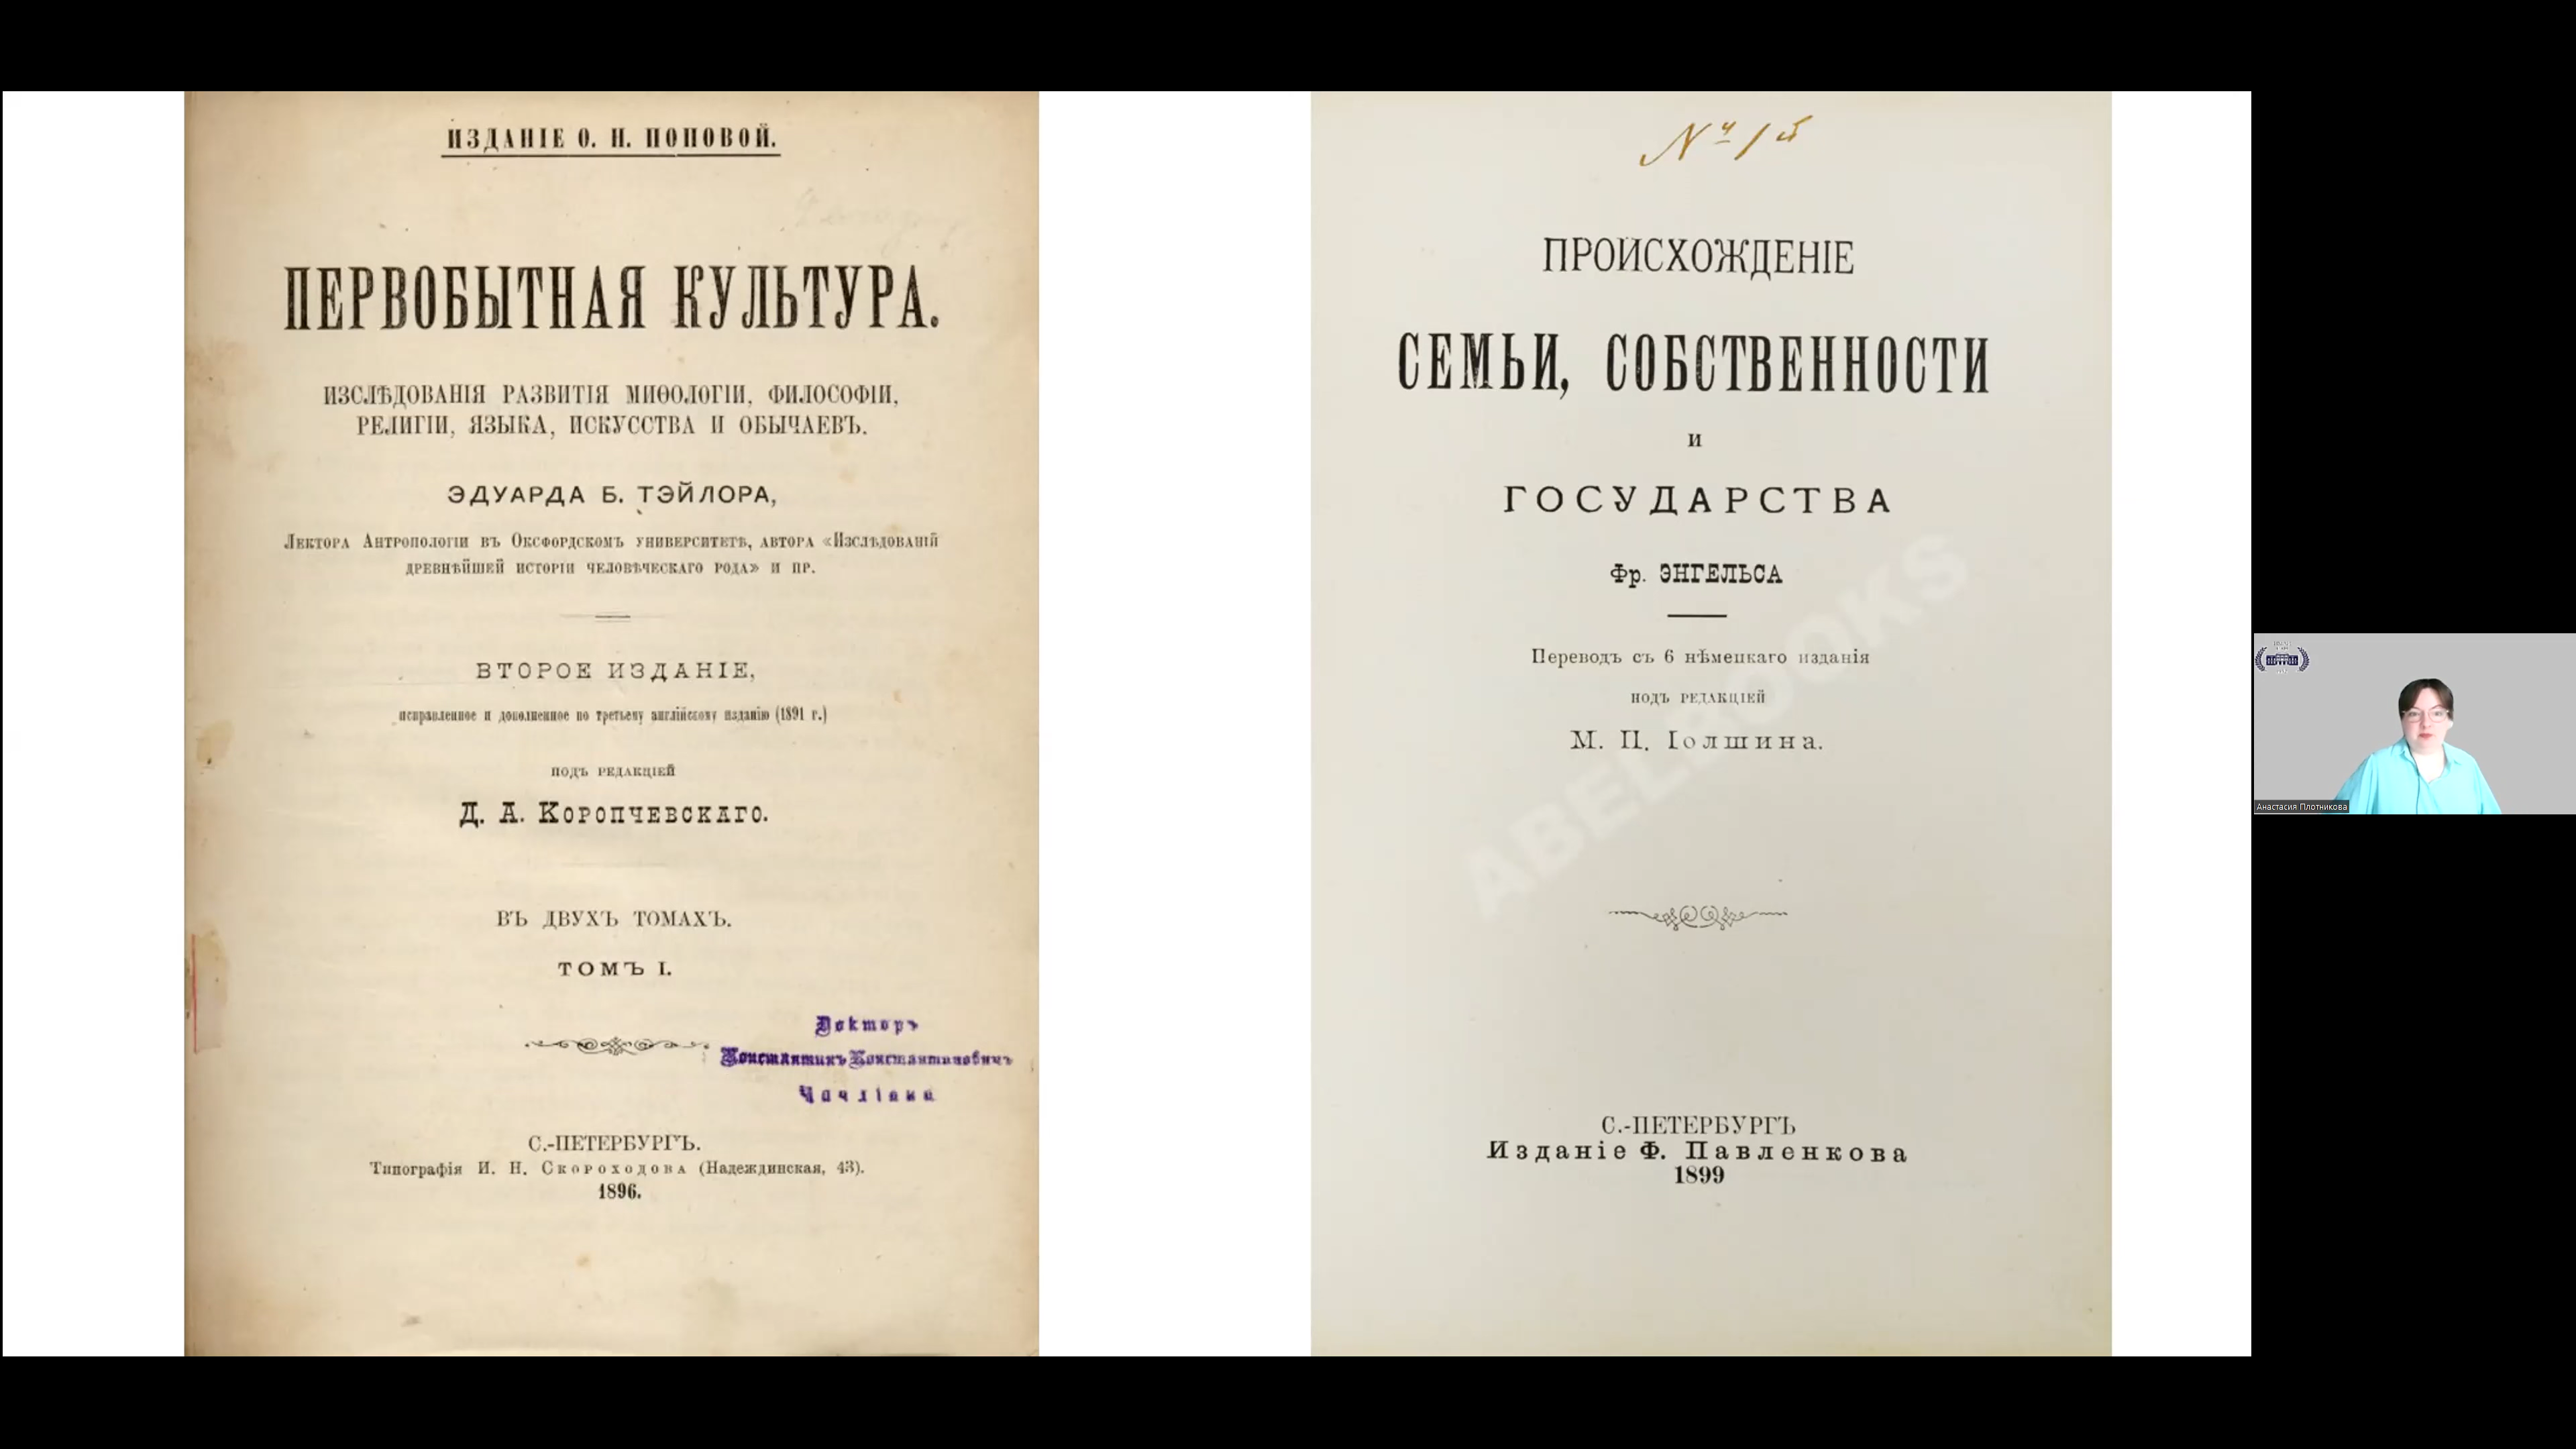 ИЗДАНІЕ О. Н. ПОПОВОЙ.
ПЕРВОБЫТНАЯ КУЛЬТУРА.
ИЗСЛѢДОВАНІЯ РАЗВИТІЯ МИѲОЛОГІИ, ФИЛОСОФІИ,
РЕЛИГІИ, ЯЗЫКА, ИСКУССТВА И ОБЫЧАЕВЪ.
ЭДУАРДА Б. ТЭЙЛОРА,
Лектора Антропологіи въ Оксфордскомъ университетѣ, автора «Изслѣдованій
древнѣйшей исторіи человѣческаго рода» и пр.
ВТОРОЕ ИЗДАНІЕ,
исправленное и дополненное по третьему англійскому изданію (1891 г.)
ПОДЪ РЕДАКЦІЕЙ
Д. А. Коропчевскаго.
ВЪ ДВУХЪ ТОМАХЪ.
ТОМЪ I.
Докторъ
Константинъ Константиновичъ
С.-ПЕТЕРБУРГЪ.
Типографія И. Н. Скороходова (Надеждинская, 43).
1896.
№ 1й
ПРОИСХОЖДЕНІЕ
СЕМЬИ, СОБСТВЕННОСТИ
И
ГОСУДАРСТВА
Фр. ЭНГЕЛЬСА
Переводъ съ 6 нѣмецкаго изданія
ПОДЪ РЕДАКЦІЕЙ
М. П. Іолшина.
ABELBOOKS
С.-ПЕТЕРБУРГЪ
Изданіе Ф. Павленкова
1899
Анастасия Плотникова